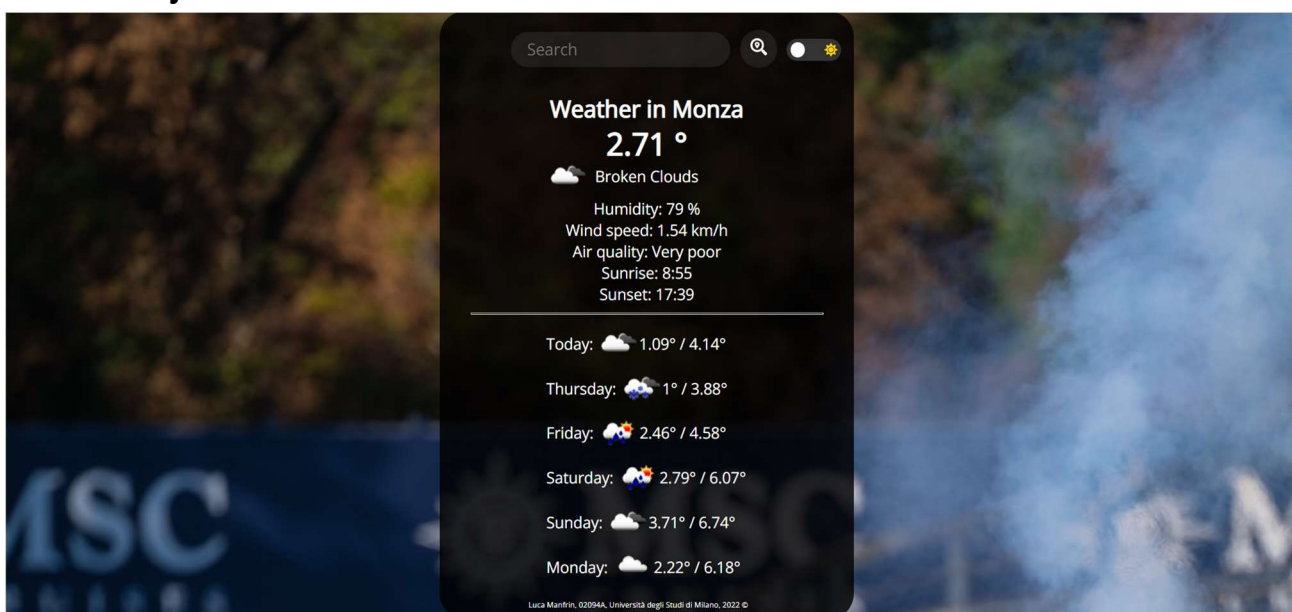 Search
Weather in Monza
2.71 °
Broken Clouds
Humidity: 79 %
Wind speed: 1.54 km/h
Air quality: Very poor
Sunrise: 8:55
Sunset: 17:39
Today: 1.09° / 4.14°
Thursday: 1° / 3.88°
Friday: 2.46° / 4.58°
Saturday: 2.79° / 6.07°
Sunday: 3.71° / 6.74°
Monday: 2.22° / 6.18°
MSC
MSC
Luca Manfrin, 02094A, Università degli Studi di Milano, 2022 ©